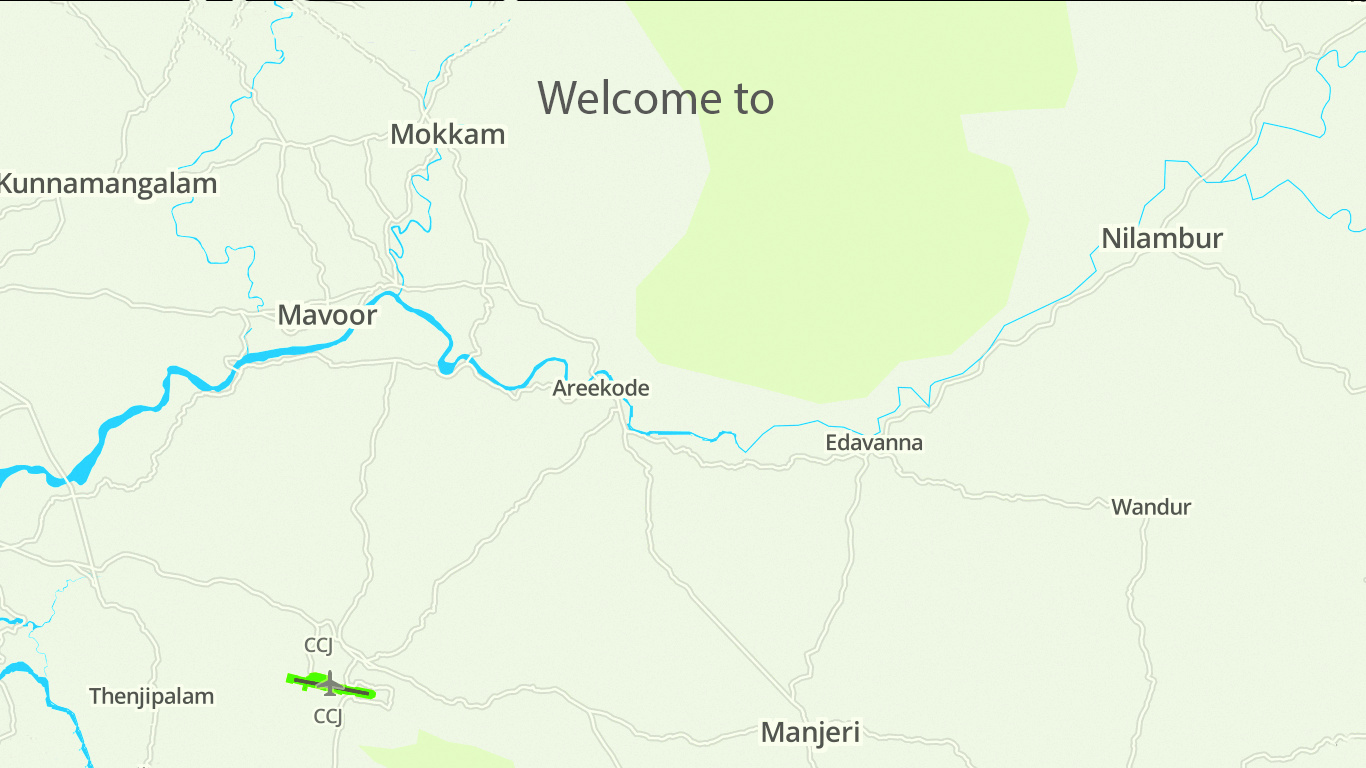 Welcome to
Mokkam
Kunnamangalam
Nilambur
Mavoor
Areekode
Edavanna
Wandur
CCJ
Thenjipalam
CCJ
Manjeri